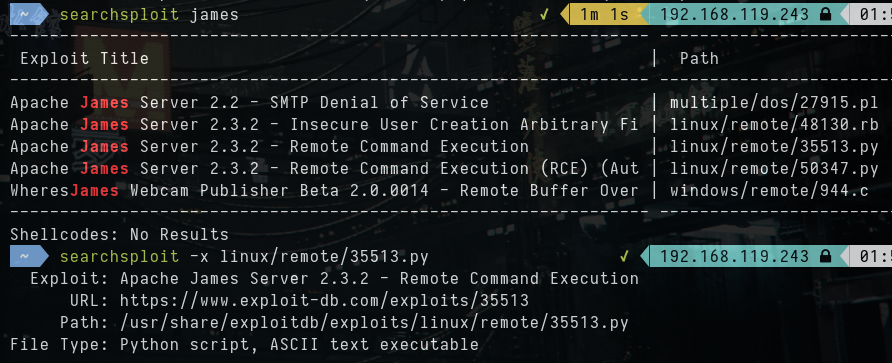 ~ searchsploit james ✓ 1m 1s 192.168.119.243 01:5
Exploit Title | Path
Apache James Server 2.2 - SMTP Denial of Service | multiple/dos/27915.pl
Apache James Server 2.3.2 - Insecure User Creation Arbitrary Fi | linux/remote/48130.rb
Apache James Server 2.3.2 - Remote Command Execution | linux/remote/35513.py
Apache James Server 2.3.2 - Remote Command Execution (RCE) (Aut | linux/remote/50347.py
WheresJames Webcam Publisher Beta 2.0.0014 - Remote Buffer Over | windows/remote/944.c
Shellcodes: No Results
~ searchsploit -x linux/remote/35513.py ✓ 192.168.119.243 01:5
Exploit: Apache James Server 2.3.2 - Remote Command Execution
URL: https://www.exploit-db.com/exploits/35513
Path: /usr/share/exploitdb/exploits/linux/remote/35513.py
File Type: Python script, ASCII text executable